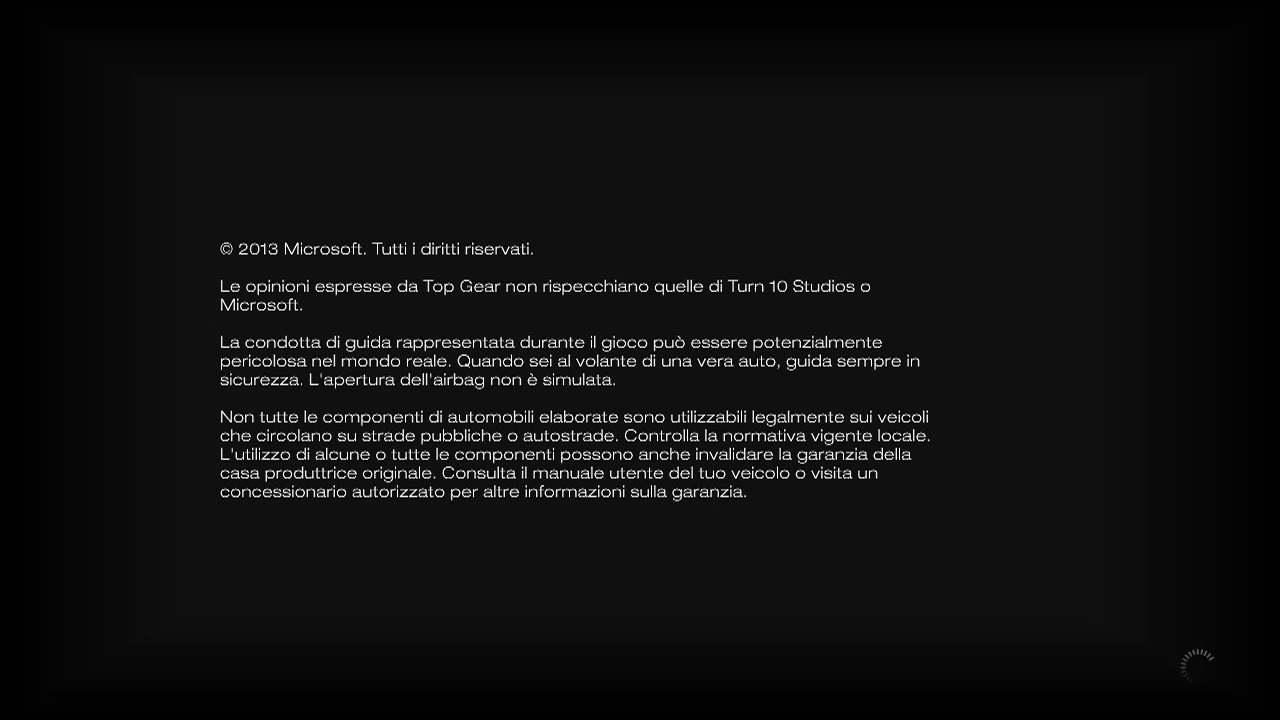 © 2013 Microsoft. Tutti i diritti riservati.
Le opinioni espresse da Top Gear non rispecchiano quelle di Turn 10 Studios o
Microsoft.
La condotta di guida rappresentata durante il gioco può essere potenzialmente
pericolosa nel mondo reale. Quando sei al volante di una vera auto, guida sempre in
sicurezza. L'apertura dell'airbag non è simulata.
Non tutte le componenti di automobili elaborate sono utilizzabili legalmente sui veicoli
che circolano su strade pubbliche o autostrade. Controlla la normativa vigente locale.
L'utilizzo di alcune o tutte le componenti possono anche invalidare la garanzia della
casa produttrice originale. Consulta il manuale utente del tuo veicolo o visita un
concessionario autorizzato per altre informazioni sulla garanzia.